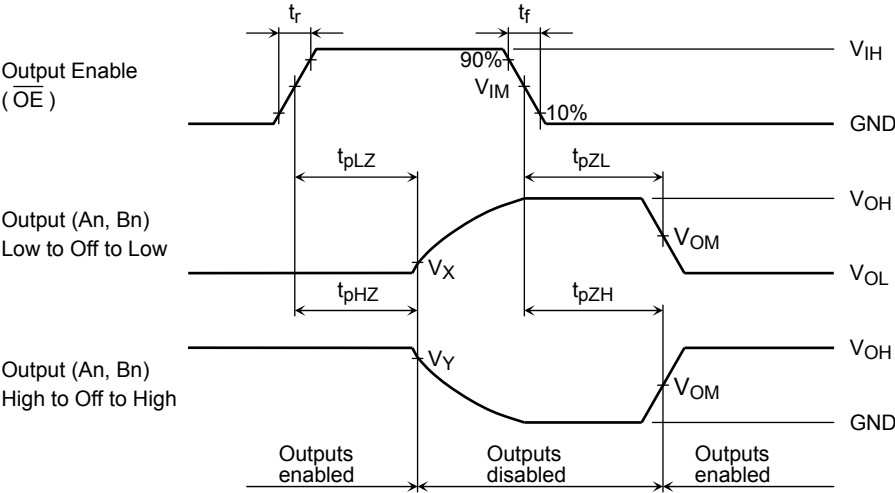 tr
tf
VIH
90%
Output Enable
(OE)
VIM
10%
GND
tpLZ
tpZL
VOH
Output (An, Bn)
Low to Off to Low
VOM
VX
VOL
tpHZ
tpZH
VOH
VY
Output (An, Bn)
High to Off to High
VOM
GND
Outputs
enabled
Outputs
disabled
Outputs
enabled